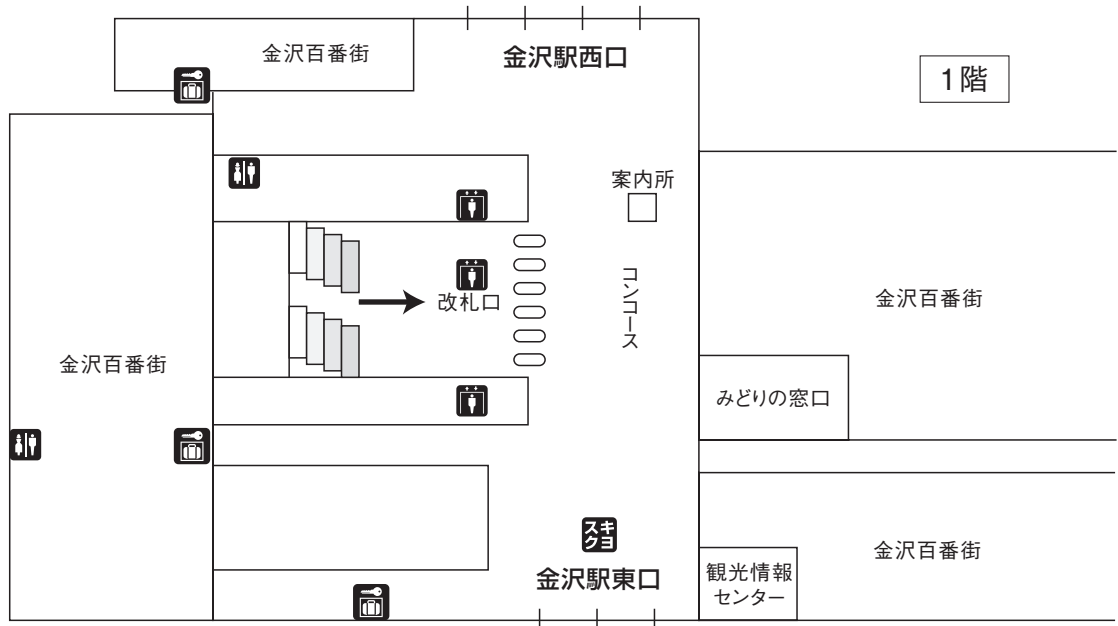 金沢百番街
金沢駅西口
1階
案内所
コンコース
改札口
金沢百番街
金沢百番街
みどりの窓口
キヨスク
金沢駅東口
金沢百番街
観光情報
センター